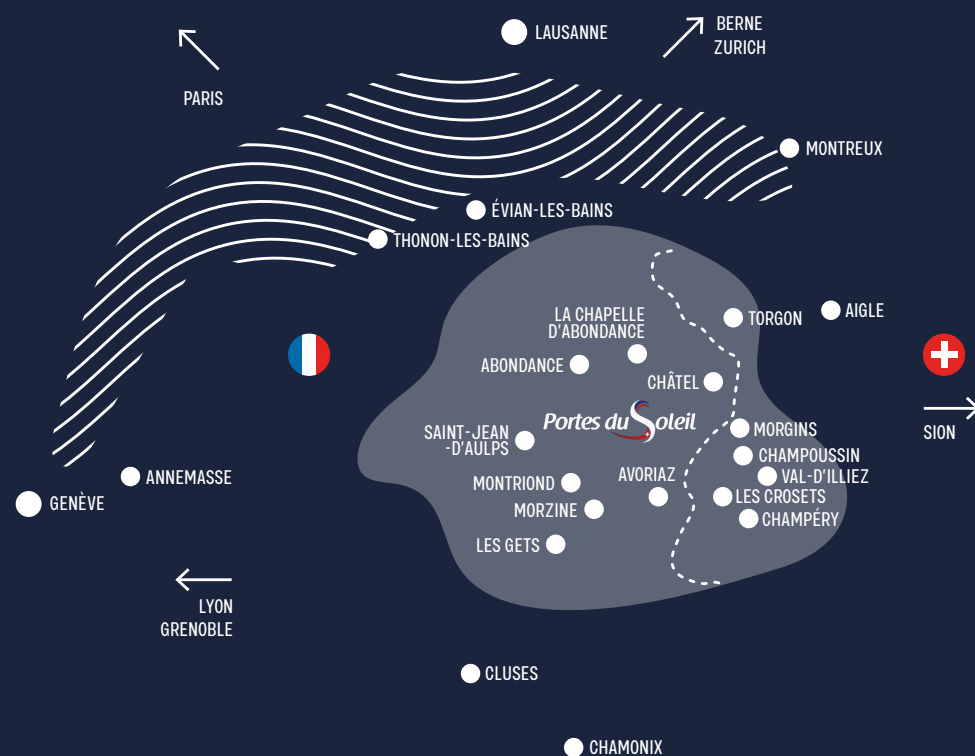 LAUSANNE
BERNE
ZURICH
PARIS
MONTREUX
ÉVIAN-LES-BAINS
THONON-LES-BAINS
LA CHAPELLE
D'ABONDANCE
TORGON
AIGLE
ABONDANCE
CHÂTEL
Portes du Soleil
SION
SAINT-JEAN
-D'AULPS
MORGINS
CHAMPOUSSIN
VAL-D'ILLIEZ
AVORIAZ
MONTRIOND
LES CROSETS
MORZINE
CHAMPÉRY
LES GETS
ANNEMASSE
GENÈVE
LYON
GRENOBLE
CLUSES
CHAMONIX